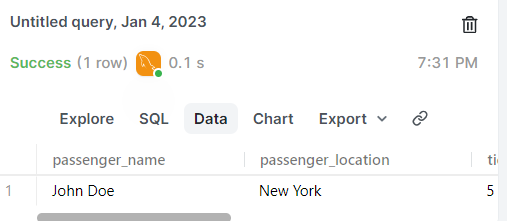 Untitled query, Jan 4, 2023
Success (1 row) 0.1 s 7:31 PM
Explore SQL Data Chart Export
passenger_name passenger_location
1 John Doe New York 5